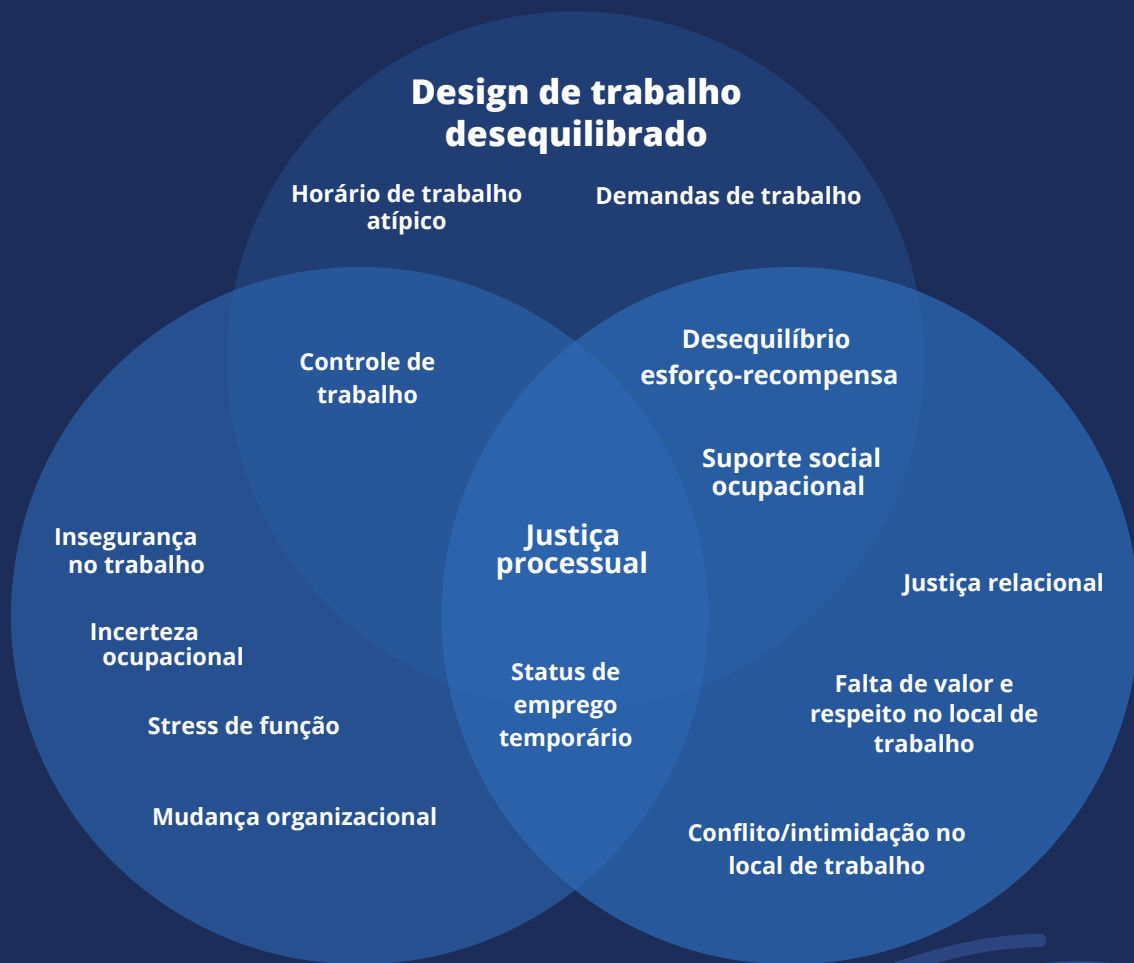 Design de trabalho
desequilibrado
Horário de trabalho
atípico
Demandas de trabalho
Controle de
trabalho
Desequilíbrio
esforço-recompensa
Suporte social
ocupacional
Insegurança
no trabalho
Incerteza
ocupacional
Stress de função
Mudança organizacional
Justiça
processual
Status de
emprego
temporário
Justiça relacional
Falta de valor e
respeito no local de
trabalho
Conflito/intimidação no
local de trabalho